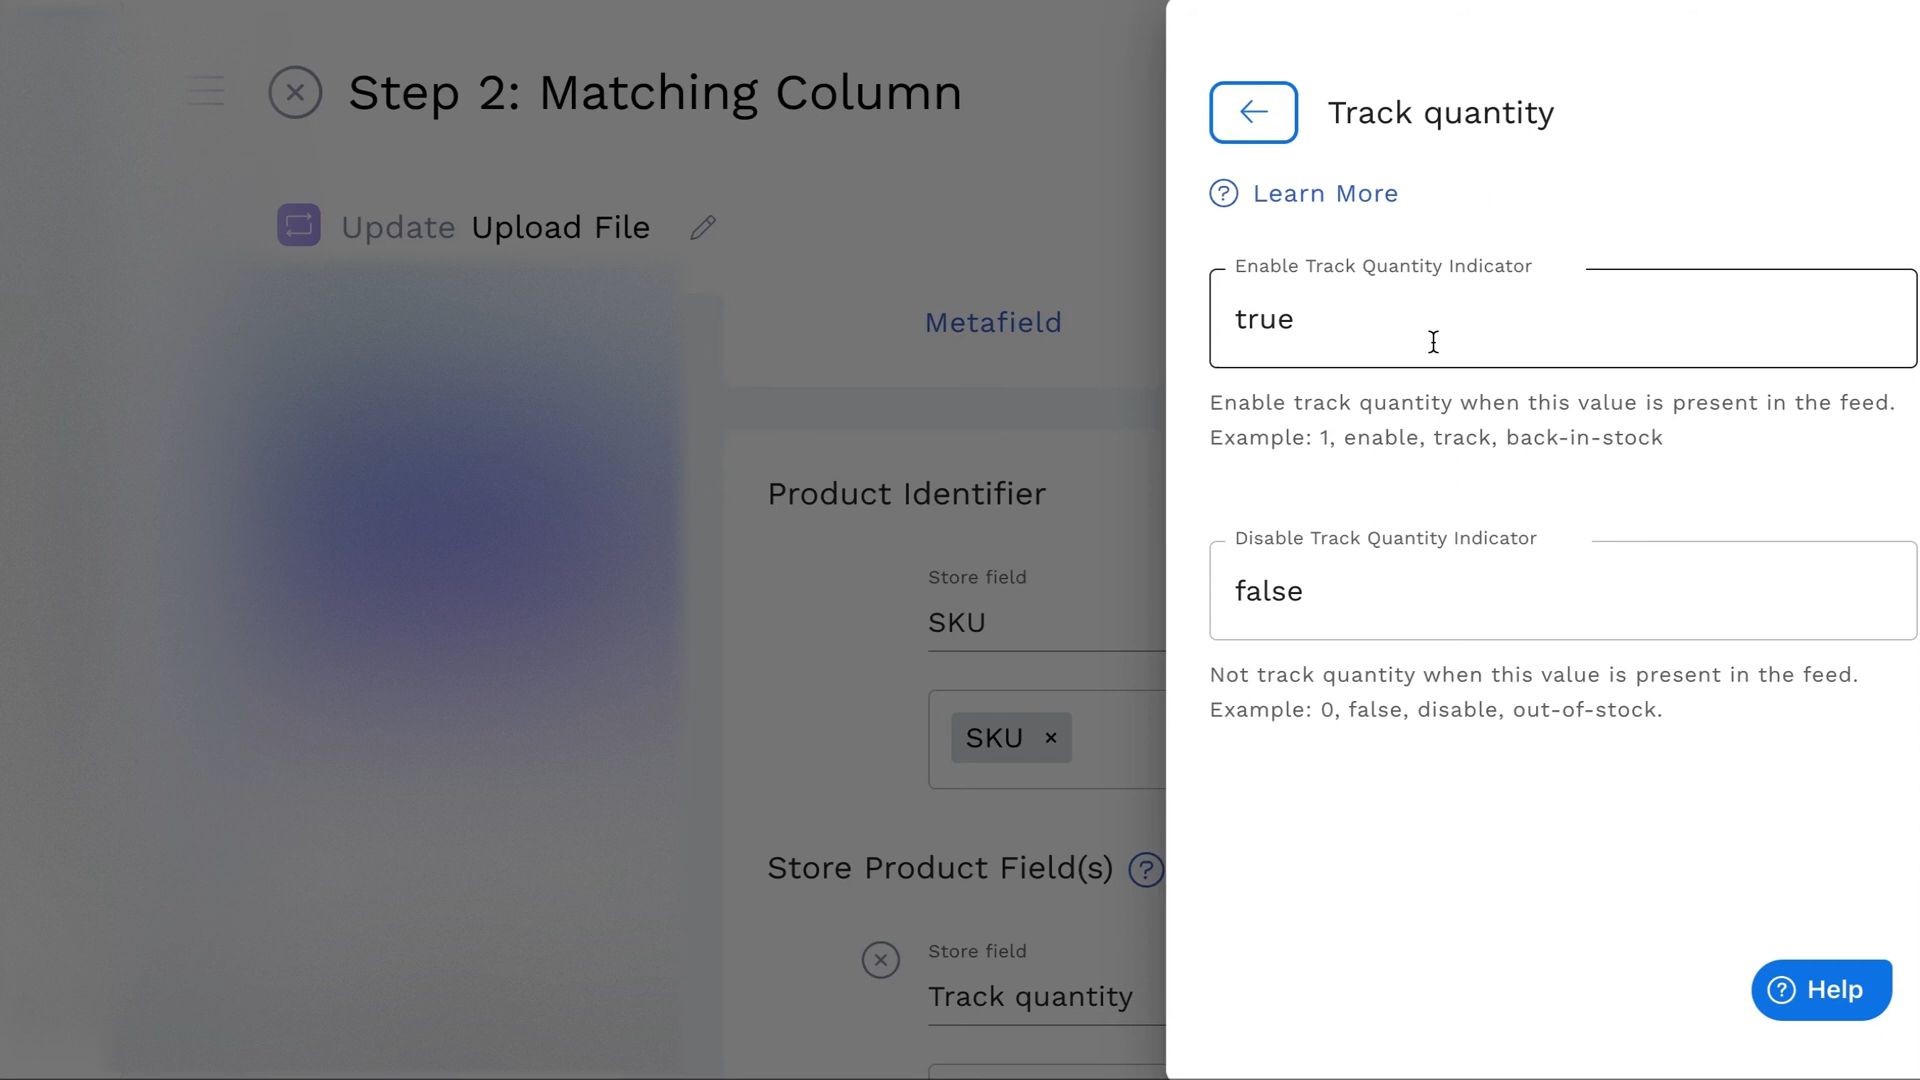 Step 2: Matching Column
Update Upload File
Metafield
Product Identifier
Store field
SKU
SKU ×
Store Product Field(s) ?
Store field
Track quantity
Track quantity
? Learn More
Enable Track Quantity Indicator
true
Enable track quantity when this value is present in the feed.
Example: 1, enable, track, back-in-stock
Disable Track Quantity Indicator
false
Not track quantity when this value is present in the feed.
Example: 0, false, disable, out-of-stock.
? Help